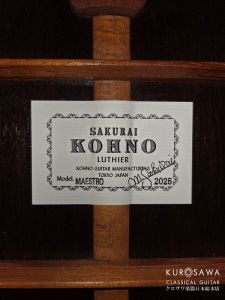 SAKURAI
KOHNO
LUTHIER
KOHNO GUITAR MANUFACTURING
TOKYO JAPAN
Model: MAESTRO 2025
KUROSAWA
CLASSICAL GUITAR
クロサワ楽器日本総本店